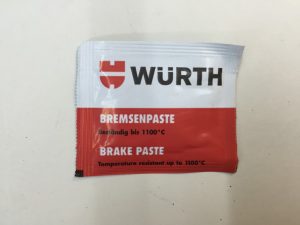 WÜRTH
BREMSENPASTE
Beständig bis 1100°C
BRAKE PASTE
Temperature resistant up to 1100°C